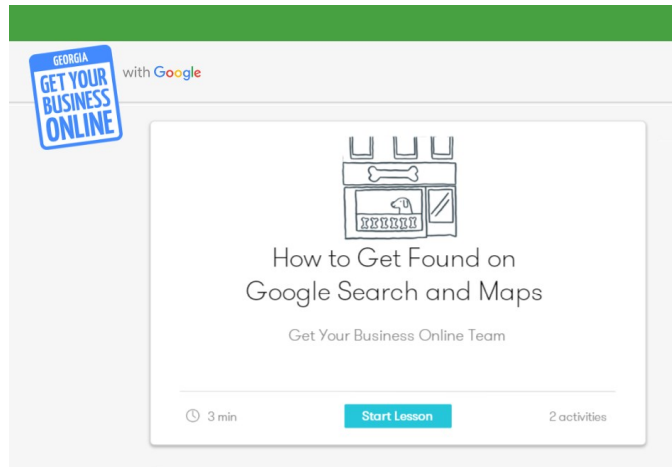 GEORGIA
GET YOUR
BUSINESS
ONLINE
with Google
How to Get Found on
Google Search and Maps
Get Your Business Online Team
3 min
Start Lesson
2 activities